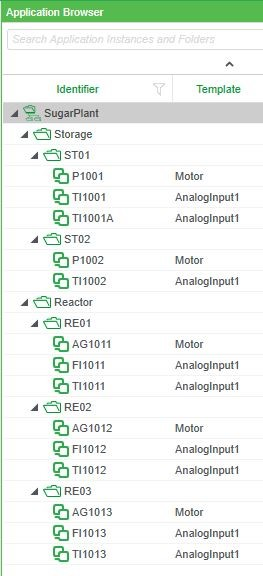 Application Browser
Search Application Instances and Folders
Identifier Template
SugarPlant
Storage
ST01
P1001 Motor
TI1001 AnalogInput1
TI1001A AnalogInput1
ST02
P1002 Motor
TI1002 AnalogInput1
Reactor
RE01
AG1011 Motor
FI1011 AnalogInput1
TI1011 AnalogInput1
RE02
AG1012 Motor
FI1012 AnalogInput1
TI1012 AnalogInput1
RE03
AG1013 Motor
FI1013 AnalogInput1
TI1013 AnalogInput1